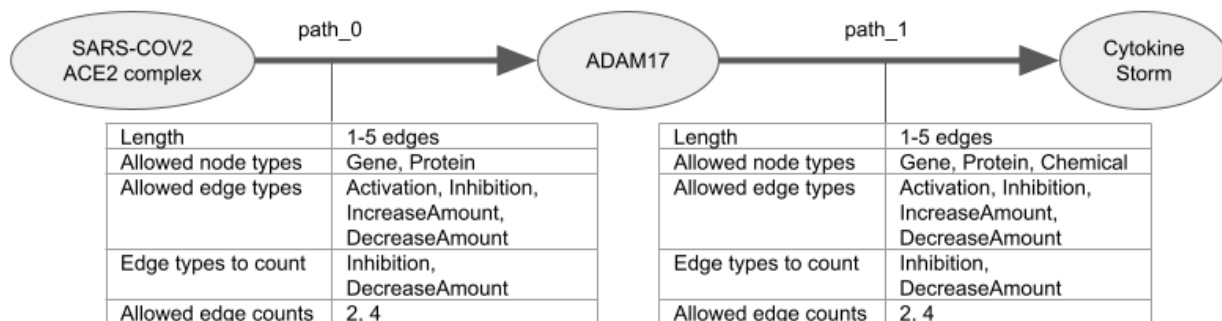 path_0
path_1
SARS-COV2
ACE2 complex
ADAM17
Cytokine
Storm
Length 1-5 edges
Allowed node types Gene, Protein
Allowed edge types Activation, Inhibition,
IncreaseAmount,
DecreaseAmount
Edge types to count Inhibition,
DecreaseAmount
Allowed edge counts 2, 4
Length 1-5 edges
Allowed node types Gene, Protein, Chemical
Allowed edge types Activation, Inhibition,
IncreaseAmount,
DecreaseAmount
Edge types to count Inhibition,
DecreaseAmount
Allowed edge counts 2, 4